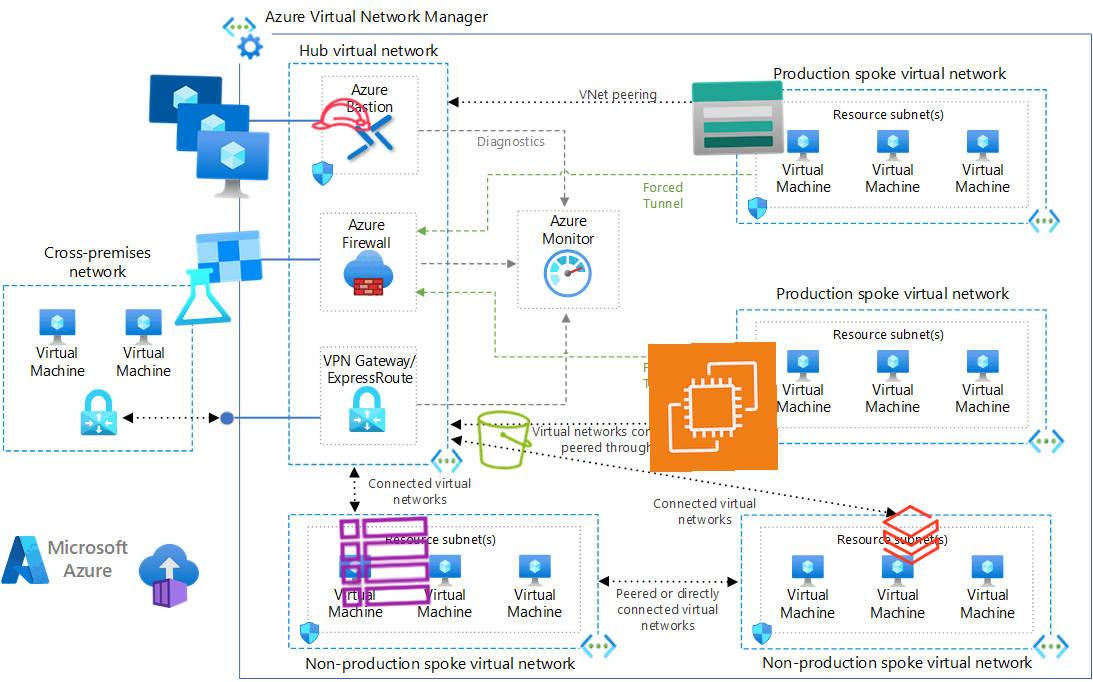 Azure Virtual Network Manager
Hub virtual network
Azure
Bastion
VNet peering
Diagnostics
Production spoke virtual network
Resource subnet(s)
Virtual
Machine
Virtual
Machine
Virtual
Machine
Forced
Tunnel
Azure
Firewall
Azure
Monitor
Cross-premises
network
Virtual
Machine
Virtual
Machine
VPN Gateway/
ExpressRoute
Production spoke virtual network
Resource subnet(s)
Virtual
Machine
Virtual
Machine
Virtual
Machine
Virtual networks
peered through
Connected virtual
networks
Connected virtual
networks
Resource subnet(s)
Virtual
Machine
Virtual
Machine
Virtual
Machine
Non-production spoke virtual network
Peered or directly
connected virtual
networks
Resource subnet(s)
Virtual
Machine
Virtual
Machine
Virtual
Machine
Non-production spoke virtual network
Microsoft
Azure